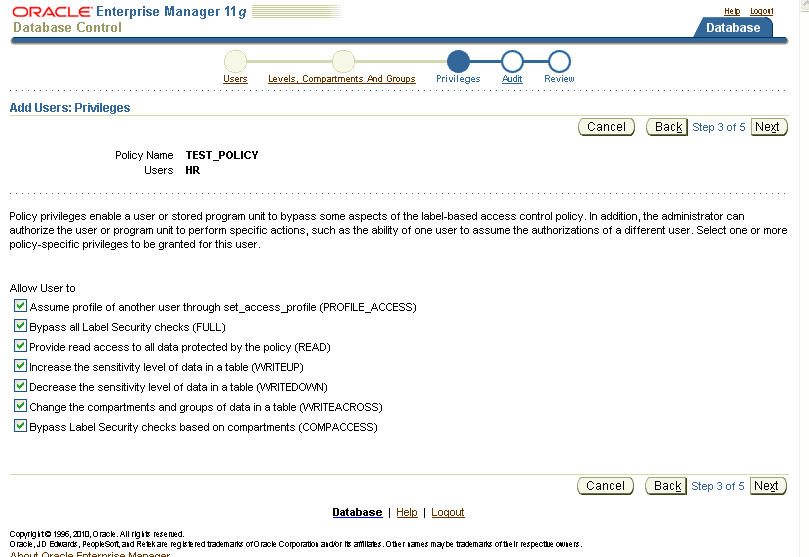 ORACLE Enterprise Manager 11g
Database Control
Help Logout
Database
Users Levels, Compartments And Groups Privileges Audit Review
Add Users: Privileges
Cancel Back Step 3 of 5 Next
Policy Name TEST_POLICY
Users HR
Policy privileges enable a user or stored program unit to bypass some aspects of the label-based access control policy. In addition, the administrator can
authorize the user or program unit to perform specific actions, such as the ability of one user to assume the authorizations of a different user. Select one or more
policy-specific privileges to be granted for this user.
Allow User to
Assume profile of another user through set_access_profile (PROFILE_ACCESS)
Bypass all Label Security checks (FULL)
Provide read access to all data protected by the policy (READ)
Increase the sensitivity level of data in a table (WRITEUP)
Decrease the sensitivity level of data in a table (WRITEDOWN)
Change the compartments and groups of data in a table (WRITEACROSS)
Bypass Label Security checks based on compartments (COMPACCESS)
Cancel Back Step 3 of 5 Next
Database | Help | Logout
Copyright © 1996, 2010, Oracle. All rights reserved.
Oracle, JD Edwards, PeopleSoft, and Retek are registered trademarks of Oracle Corporation and/or its affiliates. Other names may be trademarks of their respective owners.
About Oracle Enterprise Manager